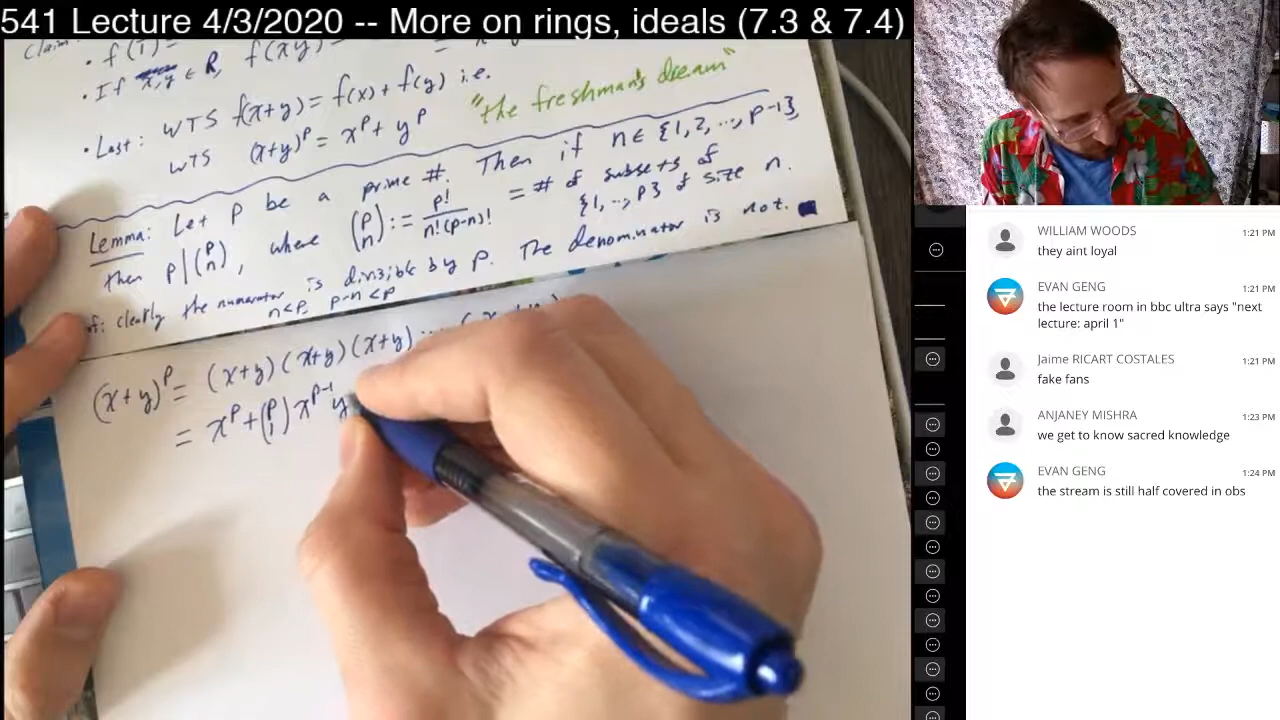 541 Lecture 4/3/2020 -- More on rings, ideals (7.3 & 7.4)
Claim:
• f(1)=
• If x,y ∈ R, f(xy)=
• Last: WTS f(x+y) = f(x) + f(y) i.e.
WTS (x+y)^p = x^p + y^p "the freshman's dream"
Lemma: Let p be a prime #. Then if n ∈ {1, 2, ..., p-1},
then p | (p n), where (p n) := p!/n!(p-n)! = # of subsets of
{1, .., p} of size n.
Pf: clearly the numerator is divisible by p. The denominator is not. ■
n<p, p-n<p
(x+y)^p = (x+y)(x+y)(x+y) ... (x+y)
= x^p + (p 1) x^{p-1} y
WILLIAM WOODS 1:21 PM
they aint loyal
EVAN GENG 1:21 PM
the lecture room in bbc ultra says "next
lecture: april 1"
Jaime RICART COSTALES 1:21 PM
fake fans
ANJANEY MISHRA 1:23 PM
we get to know sacred knowledge
EVAN GENG 1:24 PM
the stream is still half covered in obs